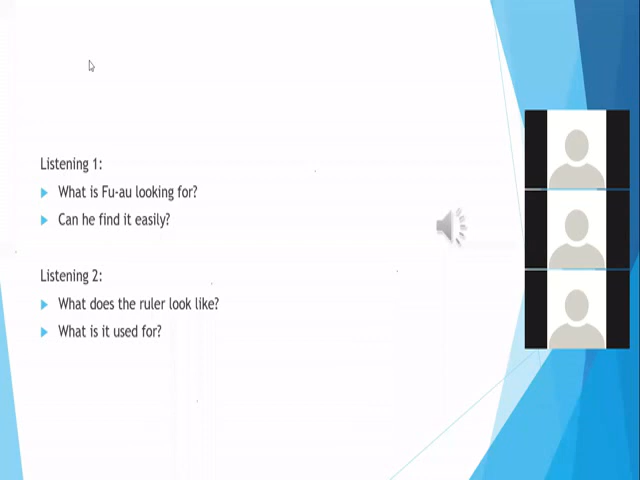 Listening 1:
What is Fu-au looking for?
Can he find it easily?
Listening 2:
What does the ruler look like?
What is it used for?